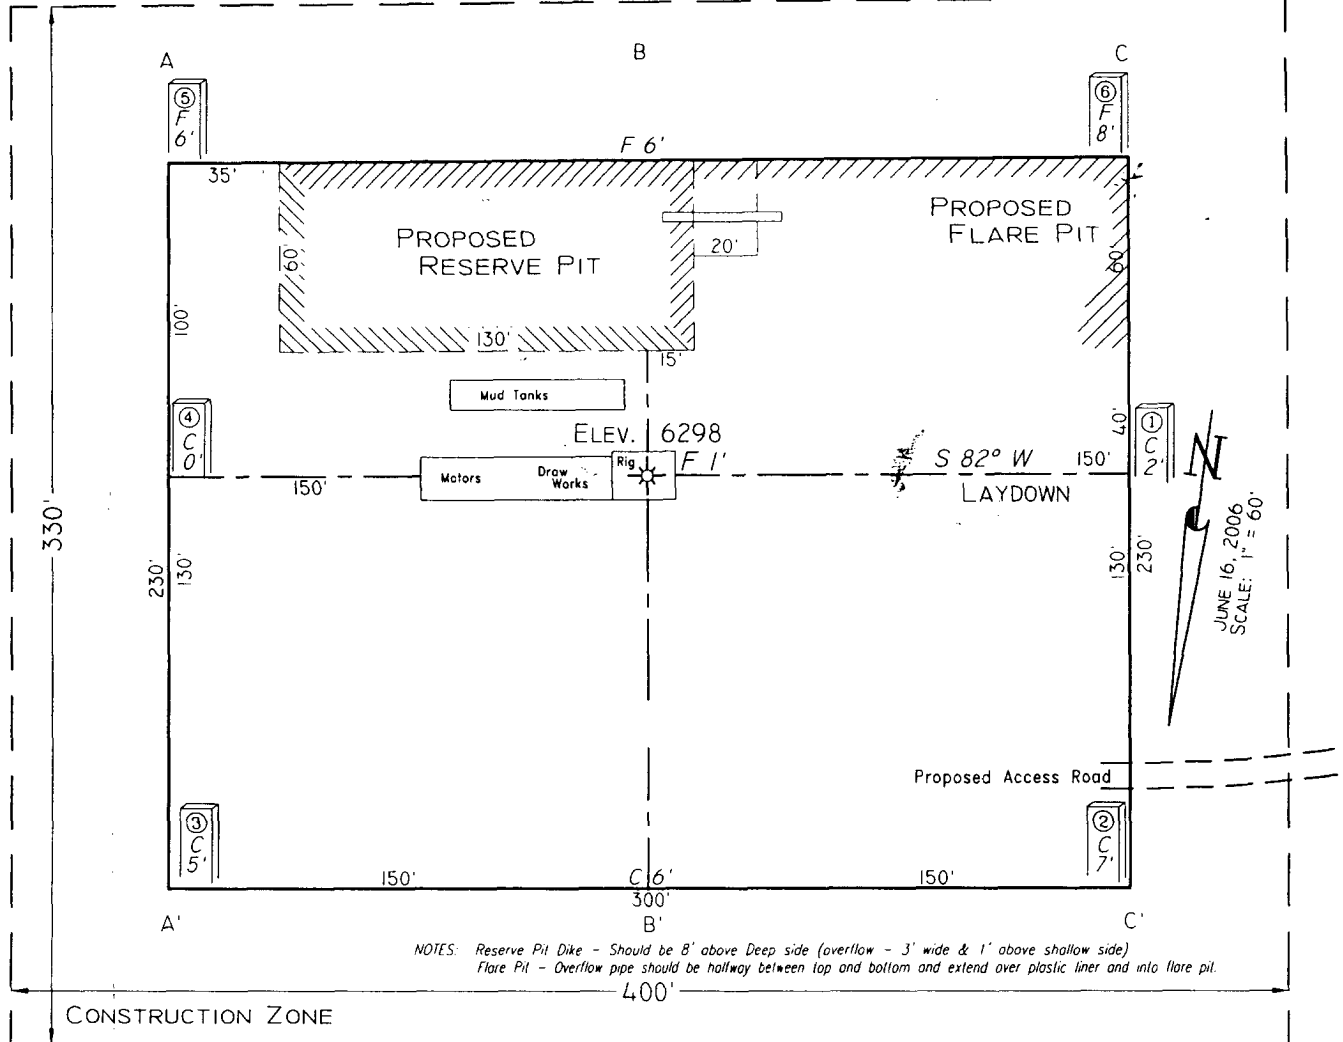 A
B
C
⑤
F
6'
⑥
F
8'
F 6'
35'
PROPOSED
RESERVE PIT
60'
20'
PROPOSED
FLARE PIT
60'
100'
130'
15'
Mud Tanks
④
C
0'
ELEV. 6298
Rig
F 1'
Motors
Draw
Works
150'
S 82° W
150'
LAYDOWN
40'
①
C
2'
N
JUNE 16, 2006
SCALE: 1" = 60'
330'
230'
130'
130'
230'
Proposed Access Road
③
C
5'
②
C
7'
150'
C 6'
150'
300'
A'
B'
C'
NOTES: Reserve Pit Dike - Should be 8' above Deep side (overflow - 3' wide & 1' above shallow side)
Flare Pit - Overflow pipe should be halfway between top and bottom and extend over plastic liner and into flare pit.
400'
CONSTRUCTION ZONE